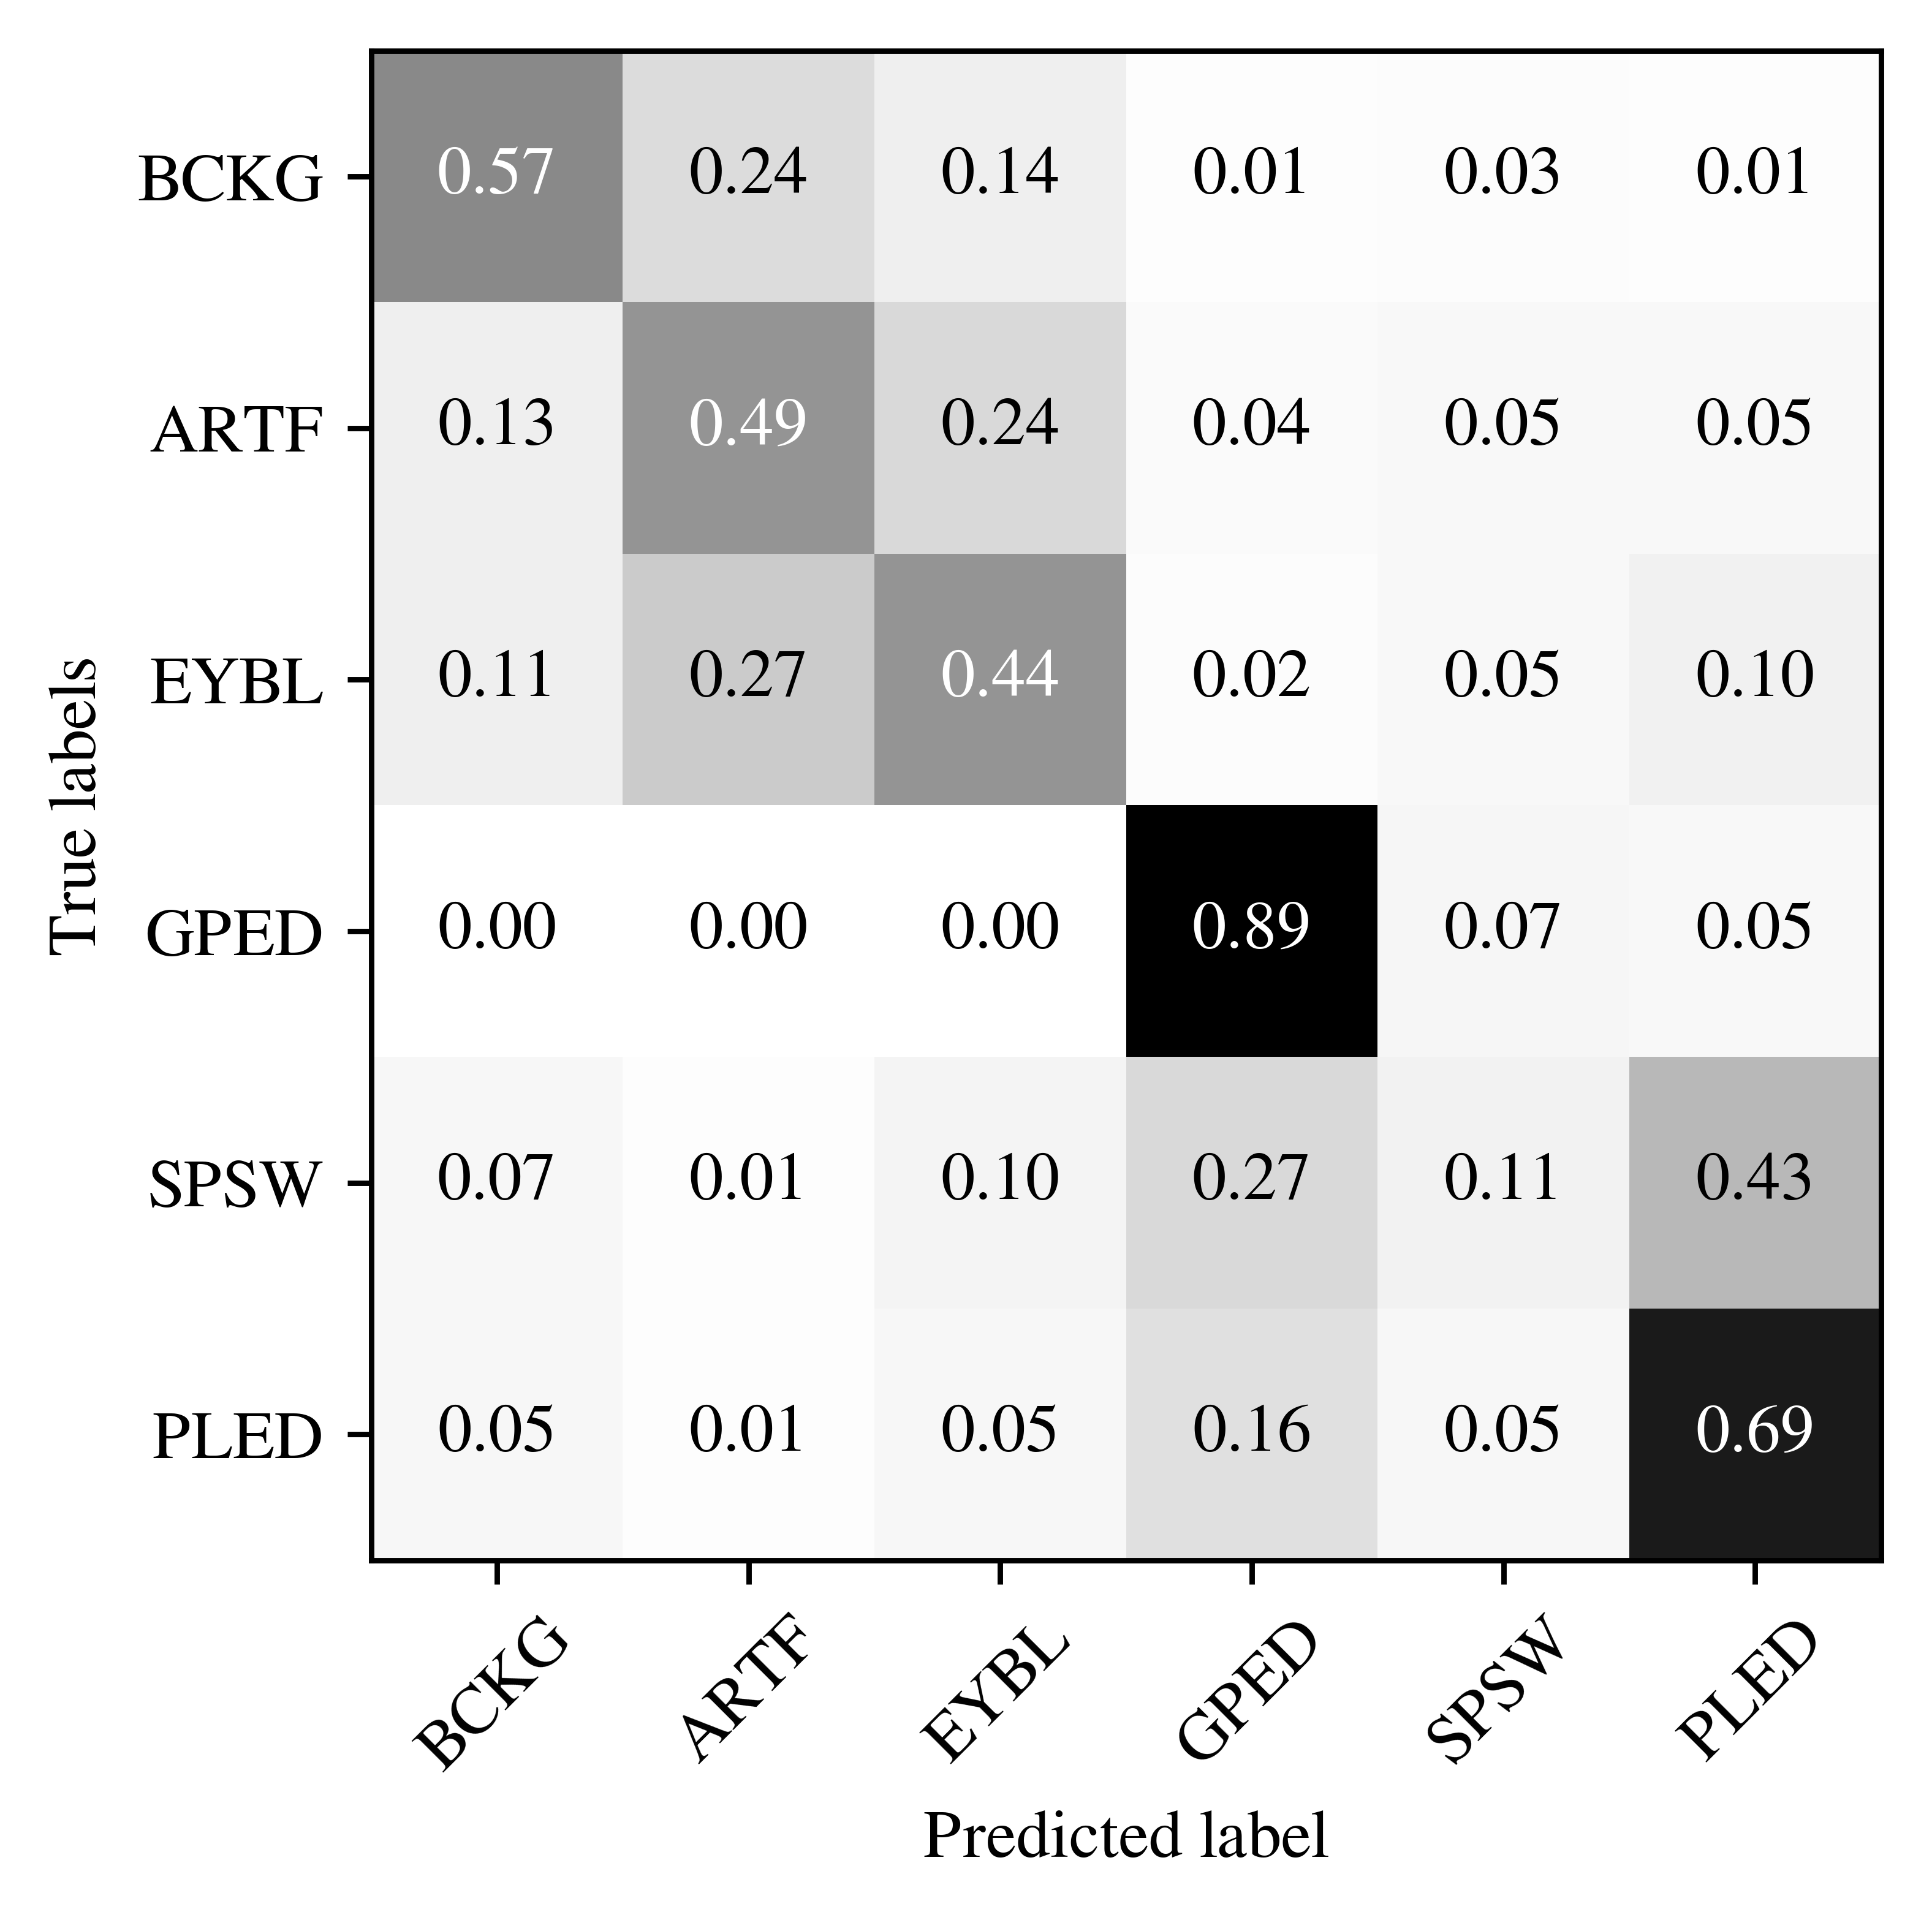 BCKG 0.57 0.24 0.14 0.01 0.03 0.01
ARTF 0.13 0.49 0.24 0.04 0.05 0.05
EYBL 0.11 0.27 0.44 0.02 0.05 0.10
GPED 0.00 0.00 0.00 0.89 0.07 0.05
SPSW 0.07 0.01 0.10 0.27 0.11 0.43
PLED 0.05 0.01 0.05 0.16 0.05 0.69
True labels
BCKG ARTF EYBL GPED SPSW PLED
Predicted label